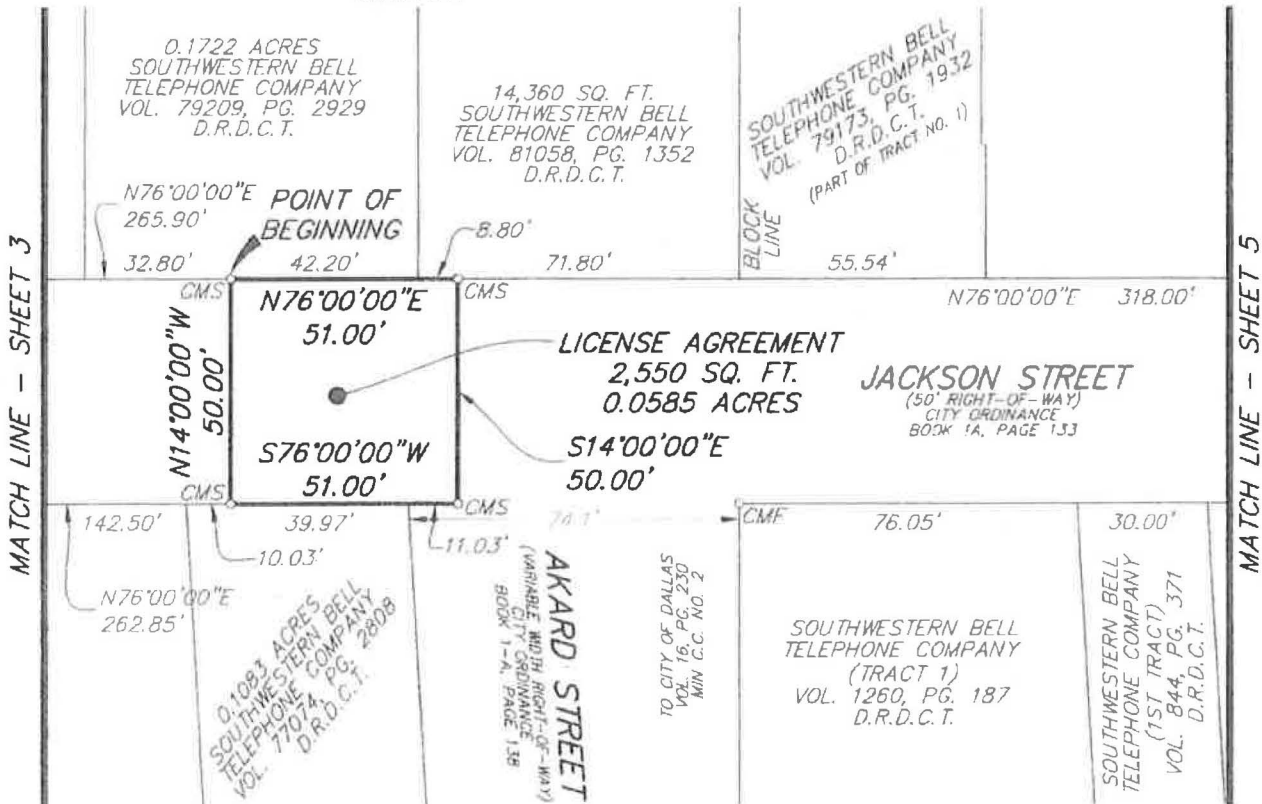 MATCH LINE - SHEET 3
0.1722 ACRES
SOUTHWESTERN BELL
TELEPHONE COMPANY
VOL. 79209, PG. 2929
D.R.D.C.T.
14,360 SQ. FT.
SOUTHWESTERN BELL
TELEPHONE COMPANY
VOL. 81058, PG. 1352
D.R.D.C.T.
SOUTHWESTERN BELL
TELEPHONE COMPANY
VOL. 79173, PG. 1932
D.R.D.C.T.
(PART OF TRACT NO. 1)
N76°00'00"E
265.90'
POINT OF
BEGINNING
8.80'
BLOCK
LINE
32.80'
42.20'
71.80'
55.54'
CMS
CMS
N76°00'00"E
51.00'
N76°00'00"E 318.00'
N14°00'00"W
50.00'
LICENSE AGREEMENT
2,550 SQ. FT.
0.0585 ACRES
JACKSON STREET
(50' RIGHT-OF-WAY)
CITY ORDINANCE
BOOK 1A, PAGE 133
S76°00'00"W
51.00'
S14°00'00"E
50.00'
CMS
CMS
CMF
142.50'
39.97'
74.1'
76.05'
30.00'
10.03'
11.03'
N76°00'00"E
262.85'
0.1083 ACRES
SOUTHWESTERN BELL
TELEPHONE COMPANY
VOL. 77074, PG. 2808
D.R.D.C.T.
AKARD STREET
(VARIABLE WIDTH RIGHT-OF-WAY)
CITY ORDINANCE
BOOK 1-A, PAGE 138
TO CITY OF DALLAS
VOL. 16, PG. 230
MIN C.C. NO. 2
SOUTHWESTERN BELL
TELEPHONE COMPANY
(TRACT 1)
VOL. 1260, PG. 187
D.R.D.C.T.
SOUTHWESTERN BELL
TELEPHONE COMPANY
(1ST TRACT)
VOL. 844, PG. 371
D.R.D.C.T.
MATCH LINE - SHEET 5